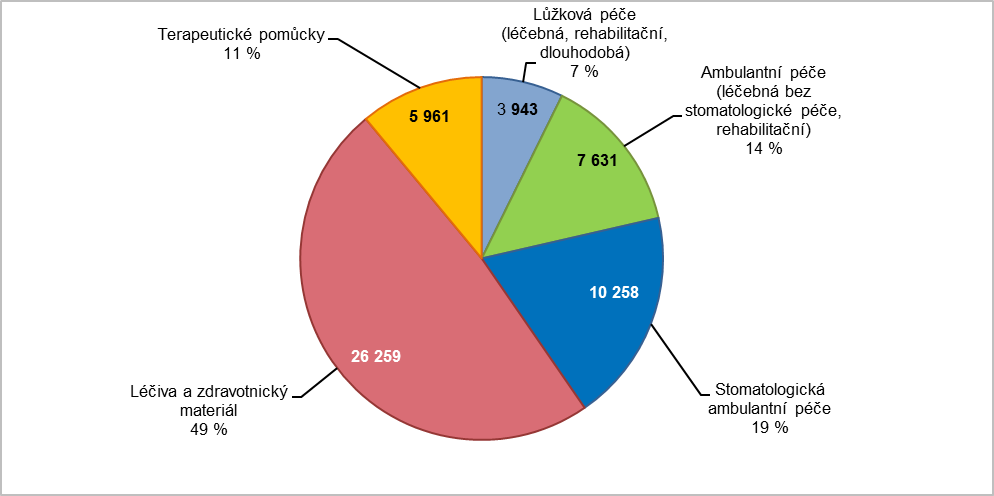 Lůžková péče
(léčebná, rehabilitační,
dlouhodobá)
7 %
3 943
Ambulantní péče
(léčebná bez
stomatologické péče,
rehabilitační)
14 %
7 631
Stomatologická
ambulantní péče
19 %
10 258
Léčiva a zdravotnický
materiál
49 %
26 259
Terapeutické pomůcky
11 %
5 961